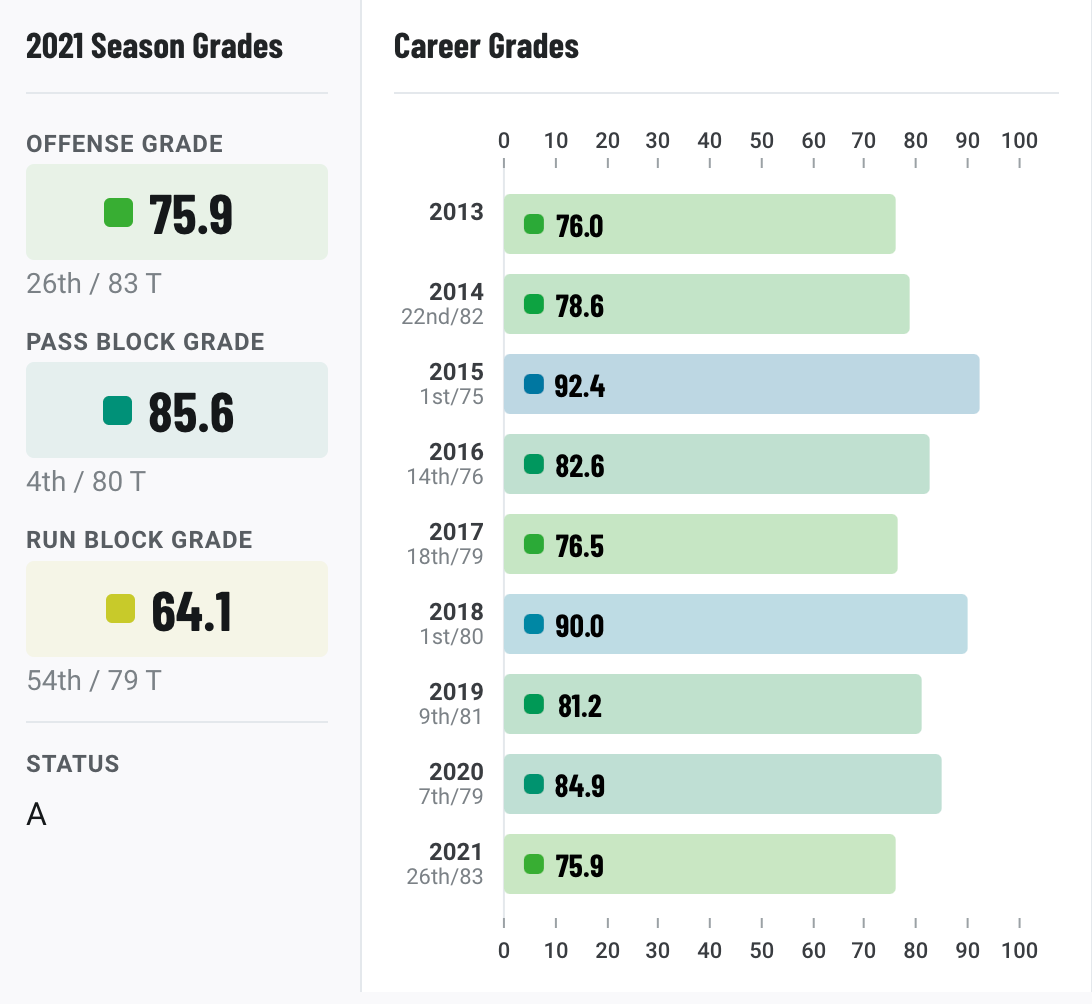 2021 Season Grades
OFFENSE GRADE
75.9
26th / 83 T
PASS BLOCK GRADE
85.6
4th / 80 T
RUN BLOCK GRADE
64.1
54th / 79 T
STATUS
A
Career Grades
0 10 20 30 40 50 60 70 80 90 100
2013
76.0
2014
22nd/82
78.6
2015
1st/75
92.4
2016
14th/76
82.6
2017
18th/79
76.5
2018
1st/80
90.0
2019
9th/81
81.2
2020
7th/79
84.9
2021
26th/83
75.9
0 10 20 30 40 50 60 70 80 90 100